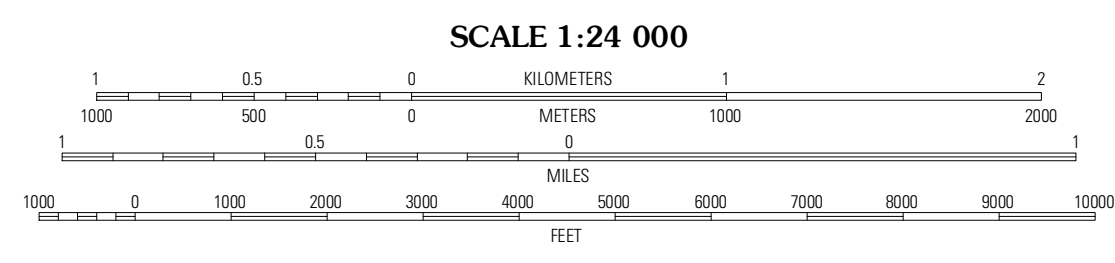 SCALE 1:24 000
1 0.5 0 KILOMETERS 1 2
1000 500 0 METERS 1000 2000
1 0.5 0 1
MILES
1000 0 1000 2000 3000 4000 5000 6000 7000 8000 9000 10000
FEET